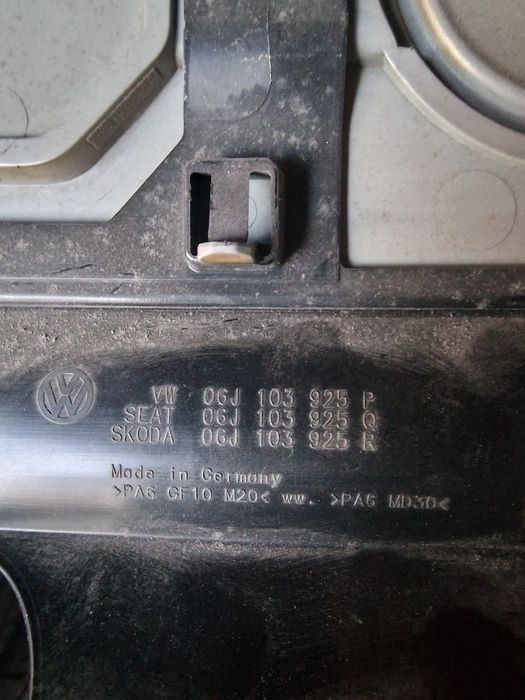 VW 06J 103 925 P
SEAT 06J 103 925 Q
SKODA 06J 103 925 R
Made in Germany
>PA6 GF10 M20< ww. >PA6 MD30<